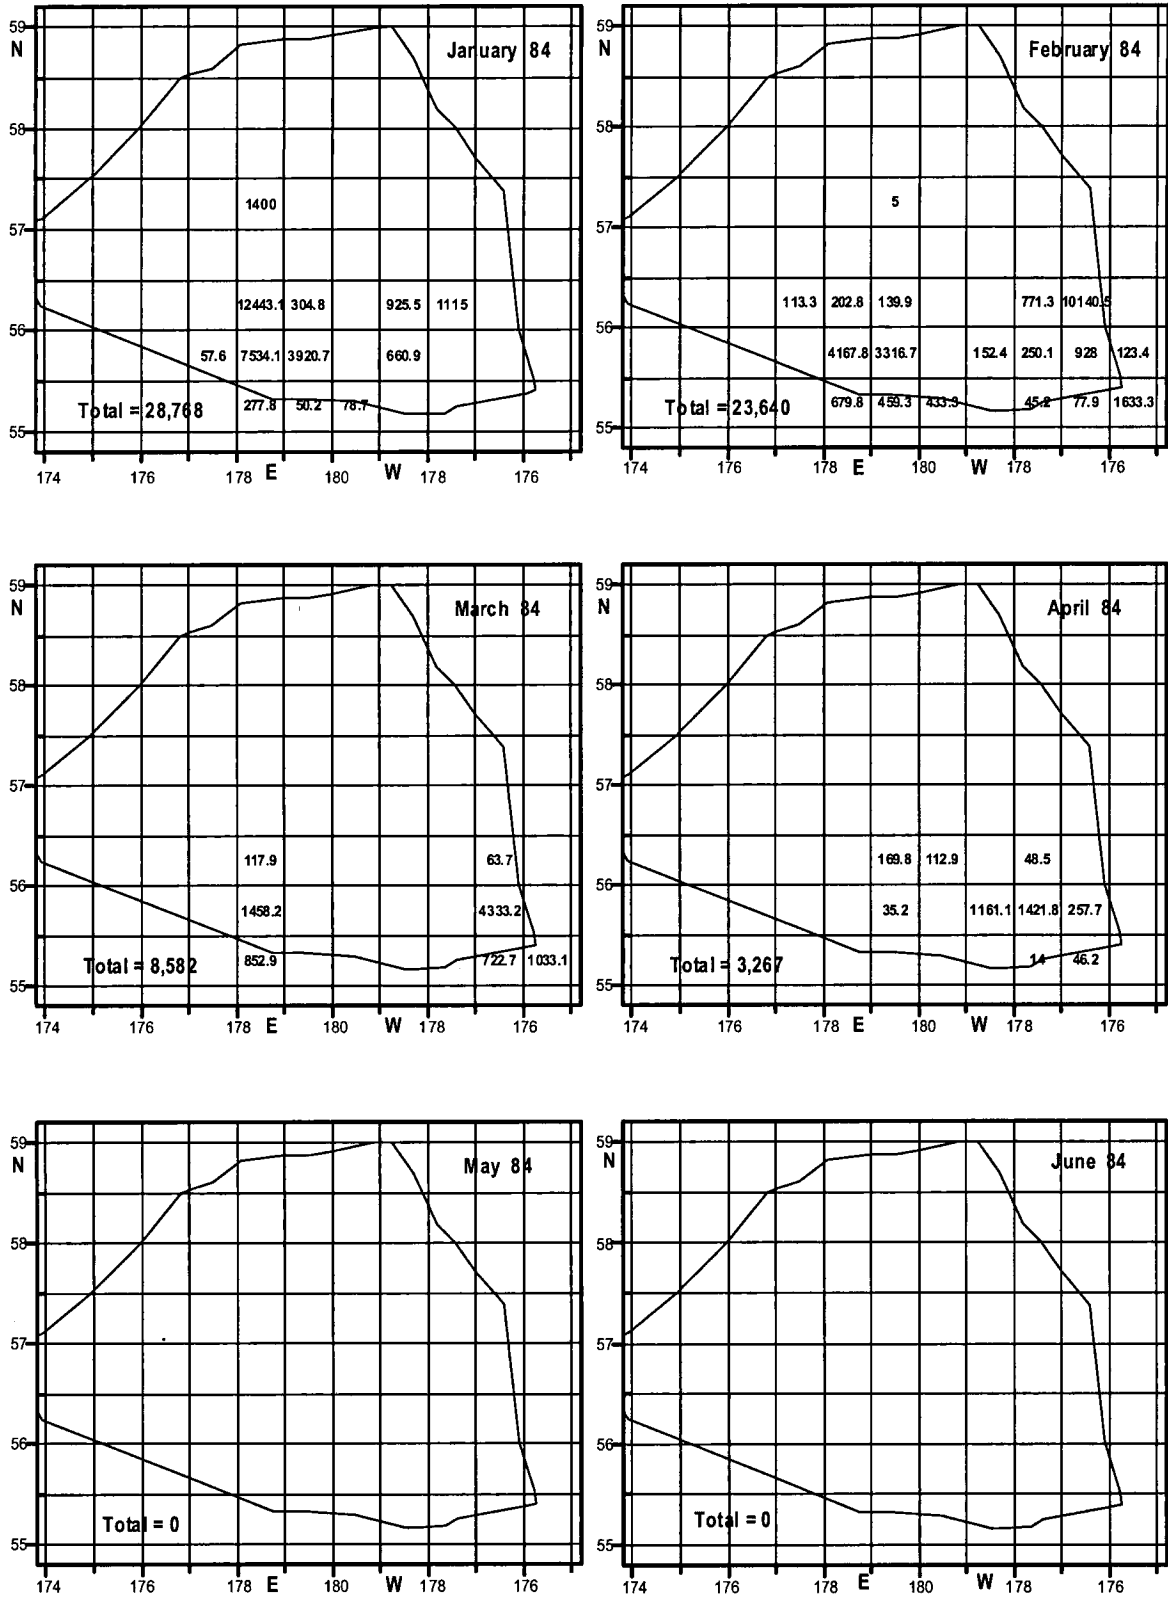 59
N
January 84
58
1400
57
12443.1 304.8 925.5 1115
56
57.6 7534.1 3920.7 660.9
277.8 50.2 78.7
Total = 28,768
55
174 176 178 E 180 W 178 176
59
N
February 84
58
5
57
113.3 202.8 139.9 771.3 10140.5
56
4167.8 3316.7 152.4 250.1 928 123.4
679.8 459.3 433.3 45.2 77.9 1633.3
Total = 23,640
55
174 176 178 E 180 W 178 176
59
N
March 84
58
57
117.9 63.7
56
1458.2 4333.2
852.9 722.7 1033.1
Total = 8,582
55
174 176 178 E 180 W 178 176
59
N
April 84
58
57
169.8 112.9 48.5
56
35.2 1161.1 1421.8 257.7
14 46.2
Total = 3,267
55
174 176 178 E 180 W 178 176
59
N
May 84
58
57
56
Total = 0
55
174 176 178 E 180 W 178 176
59
N
June 84
58
57
56
Total = 0
55
174 176 178 E 180 W 178 176